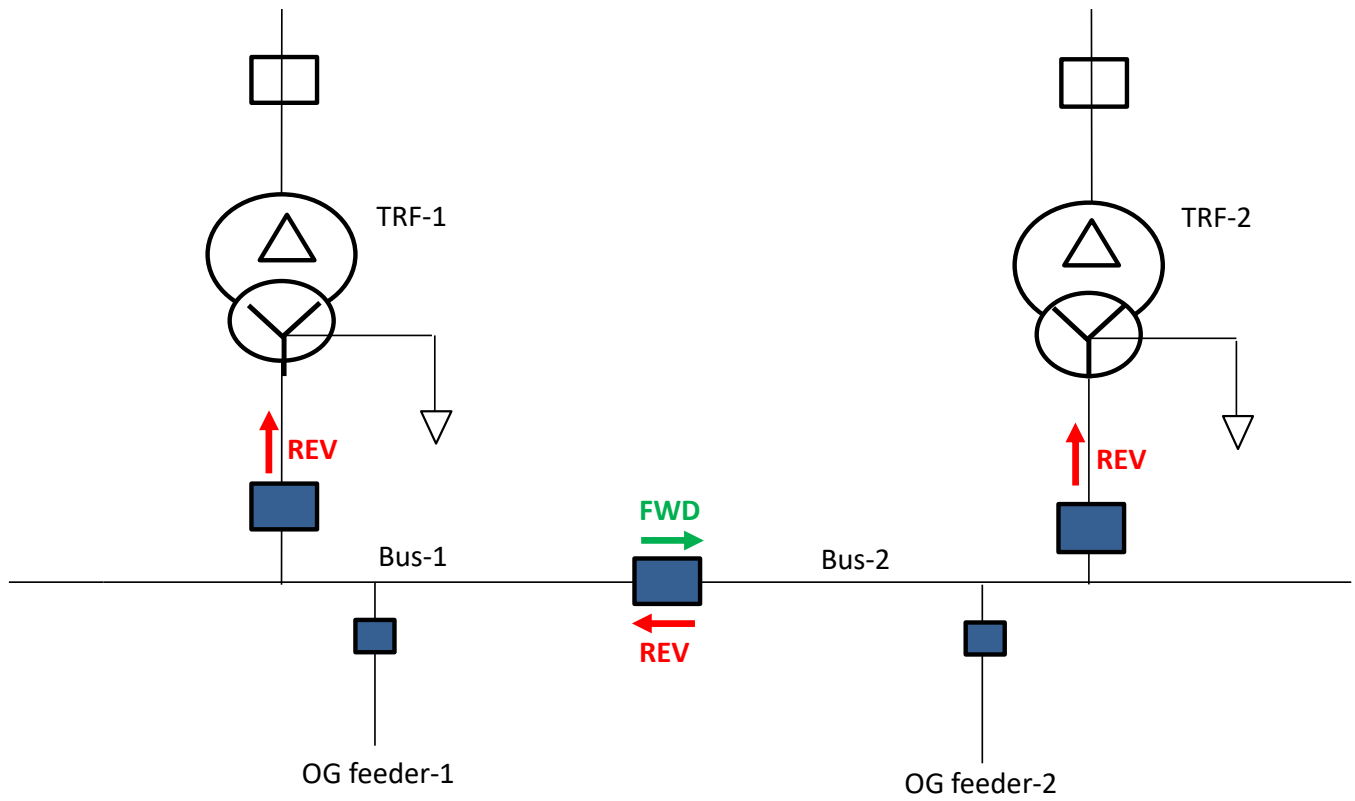 TRF-1
TRF-2
REV
REV
FWD
Bus-1
Bus-2
REV
OG feeder-1
OG feeder-2